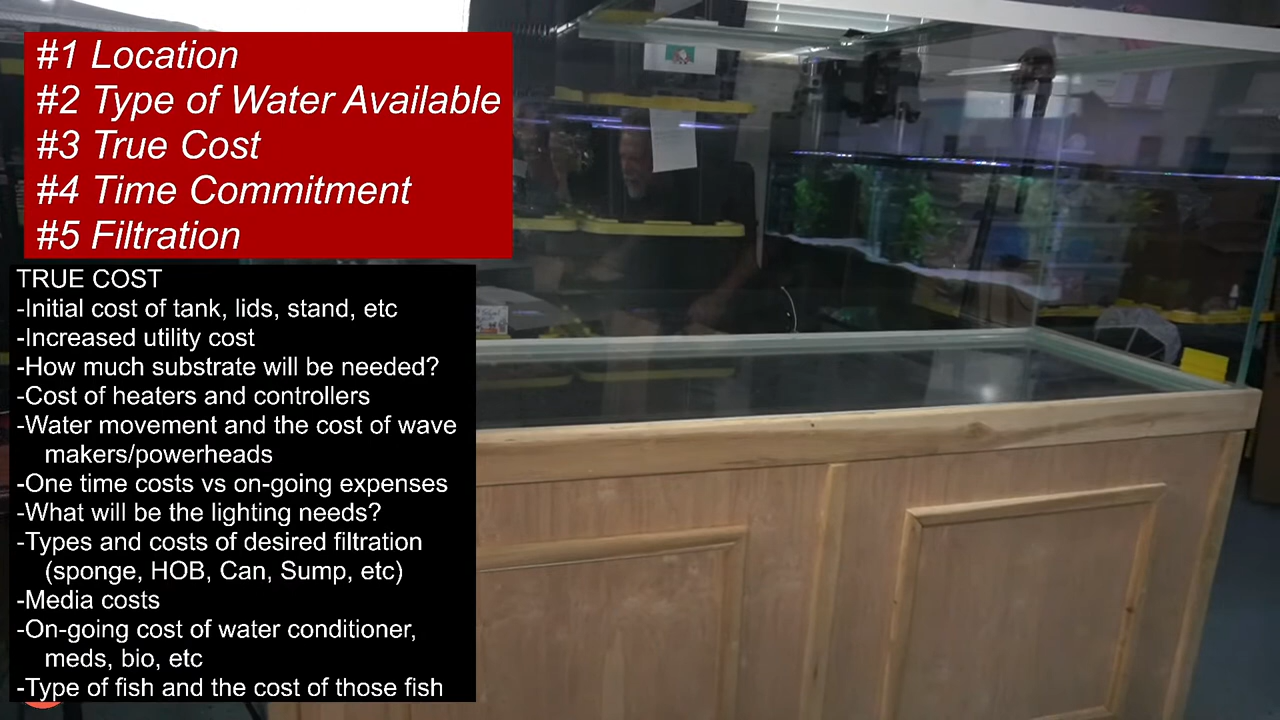 #1 Location
#2 Type of Water Available
#3 True Cost
#4 Time Commitment
#5 Filtration
TRUE COST
-Initial cost of tank, lids, stand, etc
-Increased utility cost
-How much substrate will be needed?
-Cost of heaters and controllers
-Water movement and the cost of wave
makers/powerheads
-One time costs vs on-going expenses
-What will be the lighting needs?
-Types and costs of desired filtration
(sponge, HOB, Can, Sump, etc)
-Media costs
-On-going cost of water conditioner,
meds, bio, etc
-Type of fish and the cost of those fish